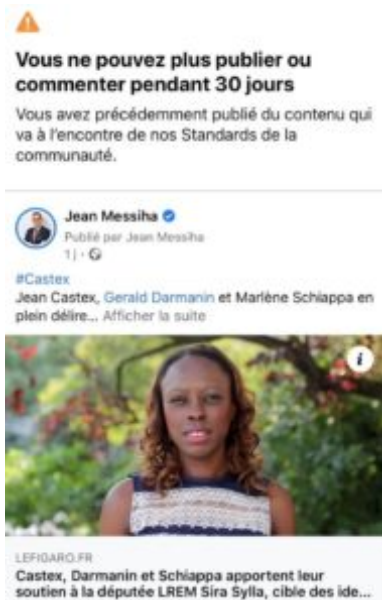 Vous ne pouvez plus publier ou
commenter pendant 30 jours
Vous avez précédemment publié du contenu qui
va à l'encontre de nos Standards de la
communauté.
Jean Messiha
Publié par Jean Messiha
1 j ·
#Castex
Jean Castex, Gerald Darmanin et Marlène Schiappa en
plein délire... Afficher la suite
i
LEFIGARO.FR
Castex, Darmanin et Schiappa apportent leur
soutien à la députée LREM Sira Sylla, cible des ide...